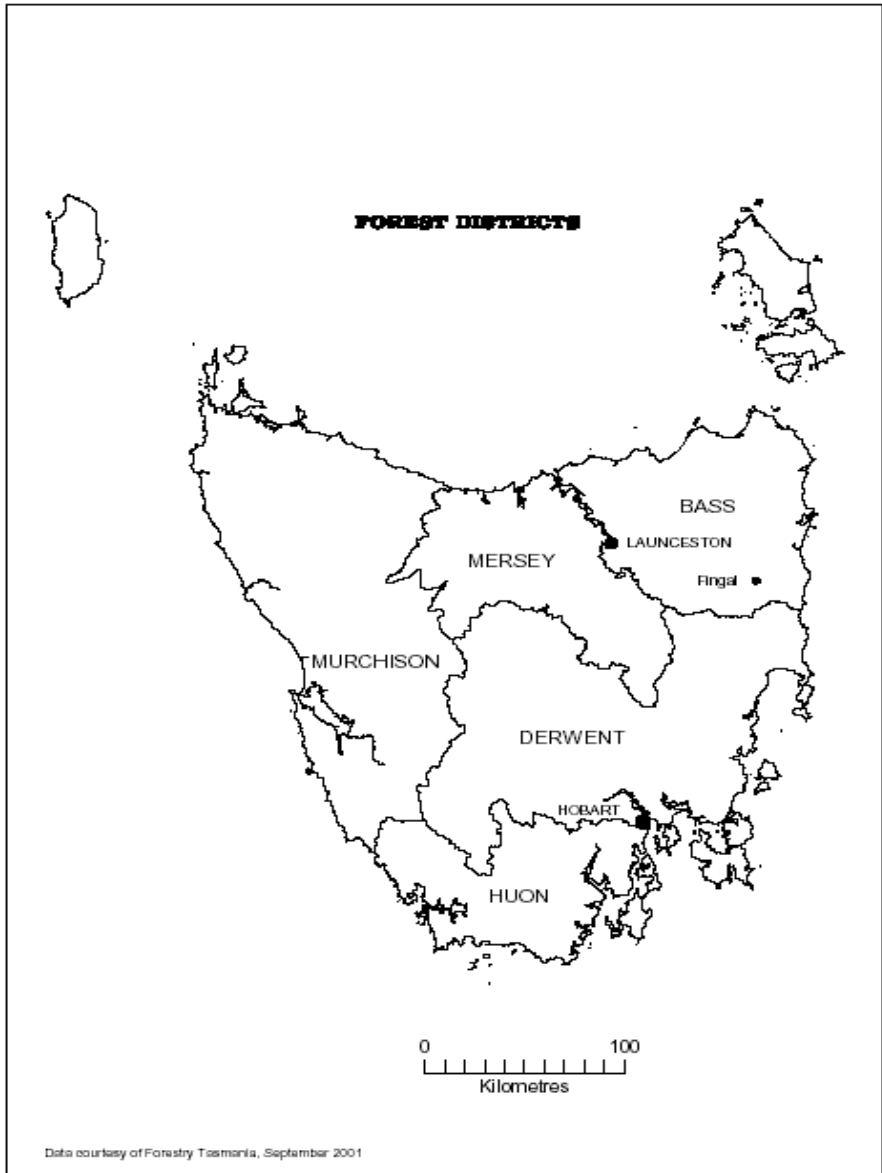 FOREST DISTRICTS
BASS
LAUNCESTON
MERSEY
Fingal
MURCHISON
DERWENT
HOBART
HUON
0 100
Kilometres
Data courtesy of Forestry Tasmania, September 2001